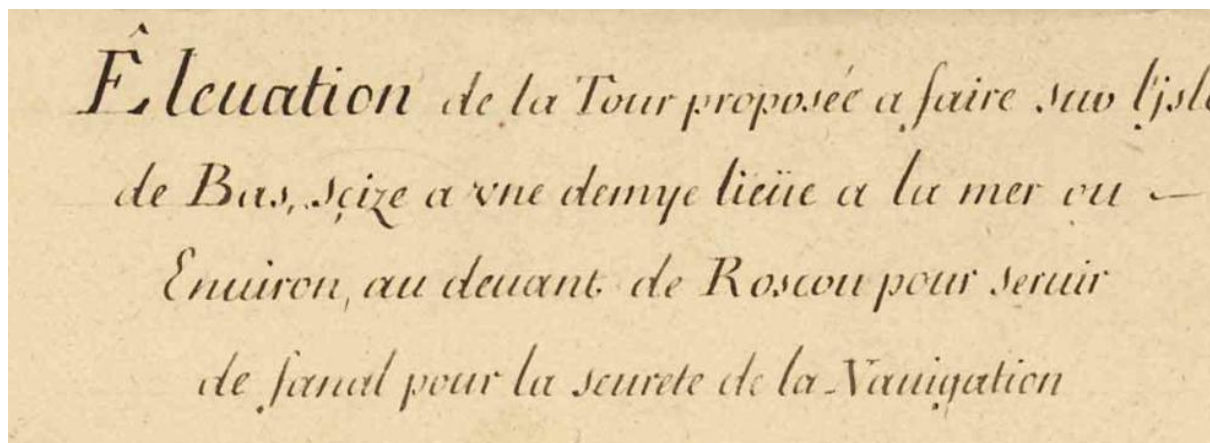 Êleuation de la Tour proposée a faire sur l'jsle
de Bas, sçize a vne demye lieüe a la mer ou —
Enuiron, au deuant de Roscou pour seruir
de fanal pour la seurete de la Nauigation